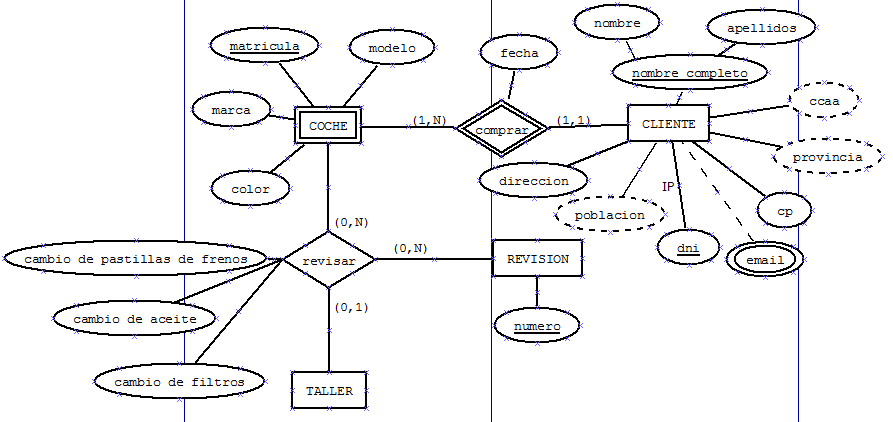 nombre
apellidos
matricula
modelo
fecha
nombre completo
ccaa
marca
COCHE
(1,N)
comprar
(1,1)
CLIENTE
provincia
color
direccion
IP
poblacion
cp
(0,N)
dni
email
cambio de pastillas de frenos
revisar
(0,N)
REVISION
cambio de aceite
(0,1)
numero
cambio de filtros
TALLER